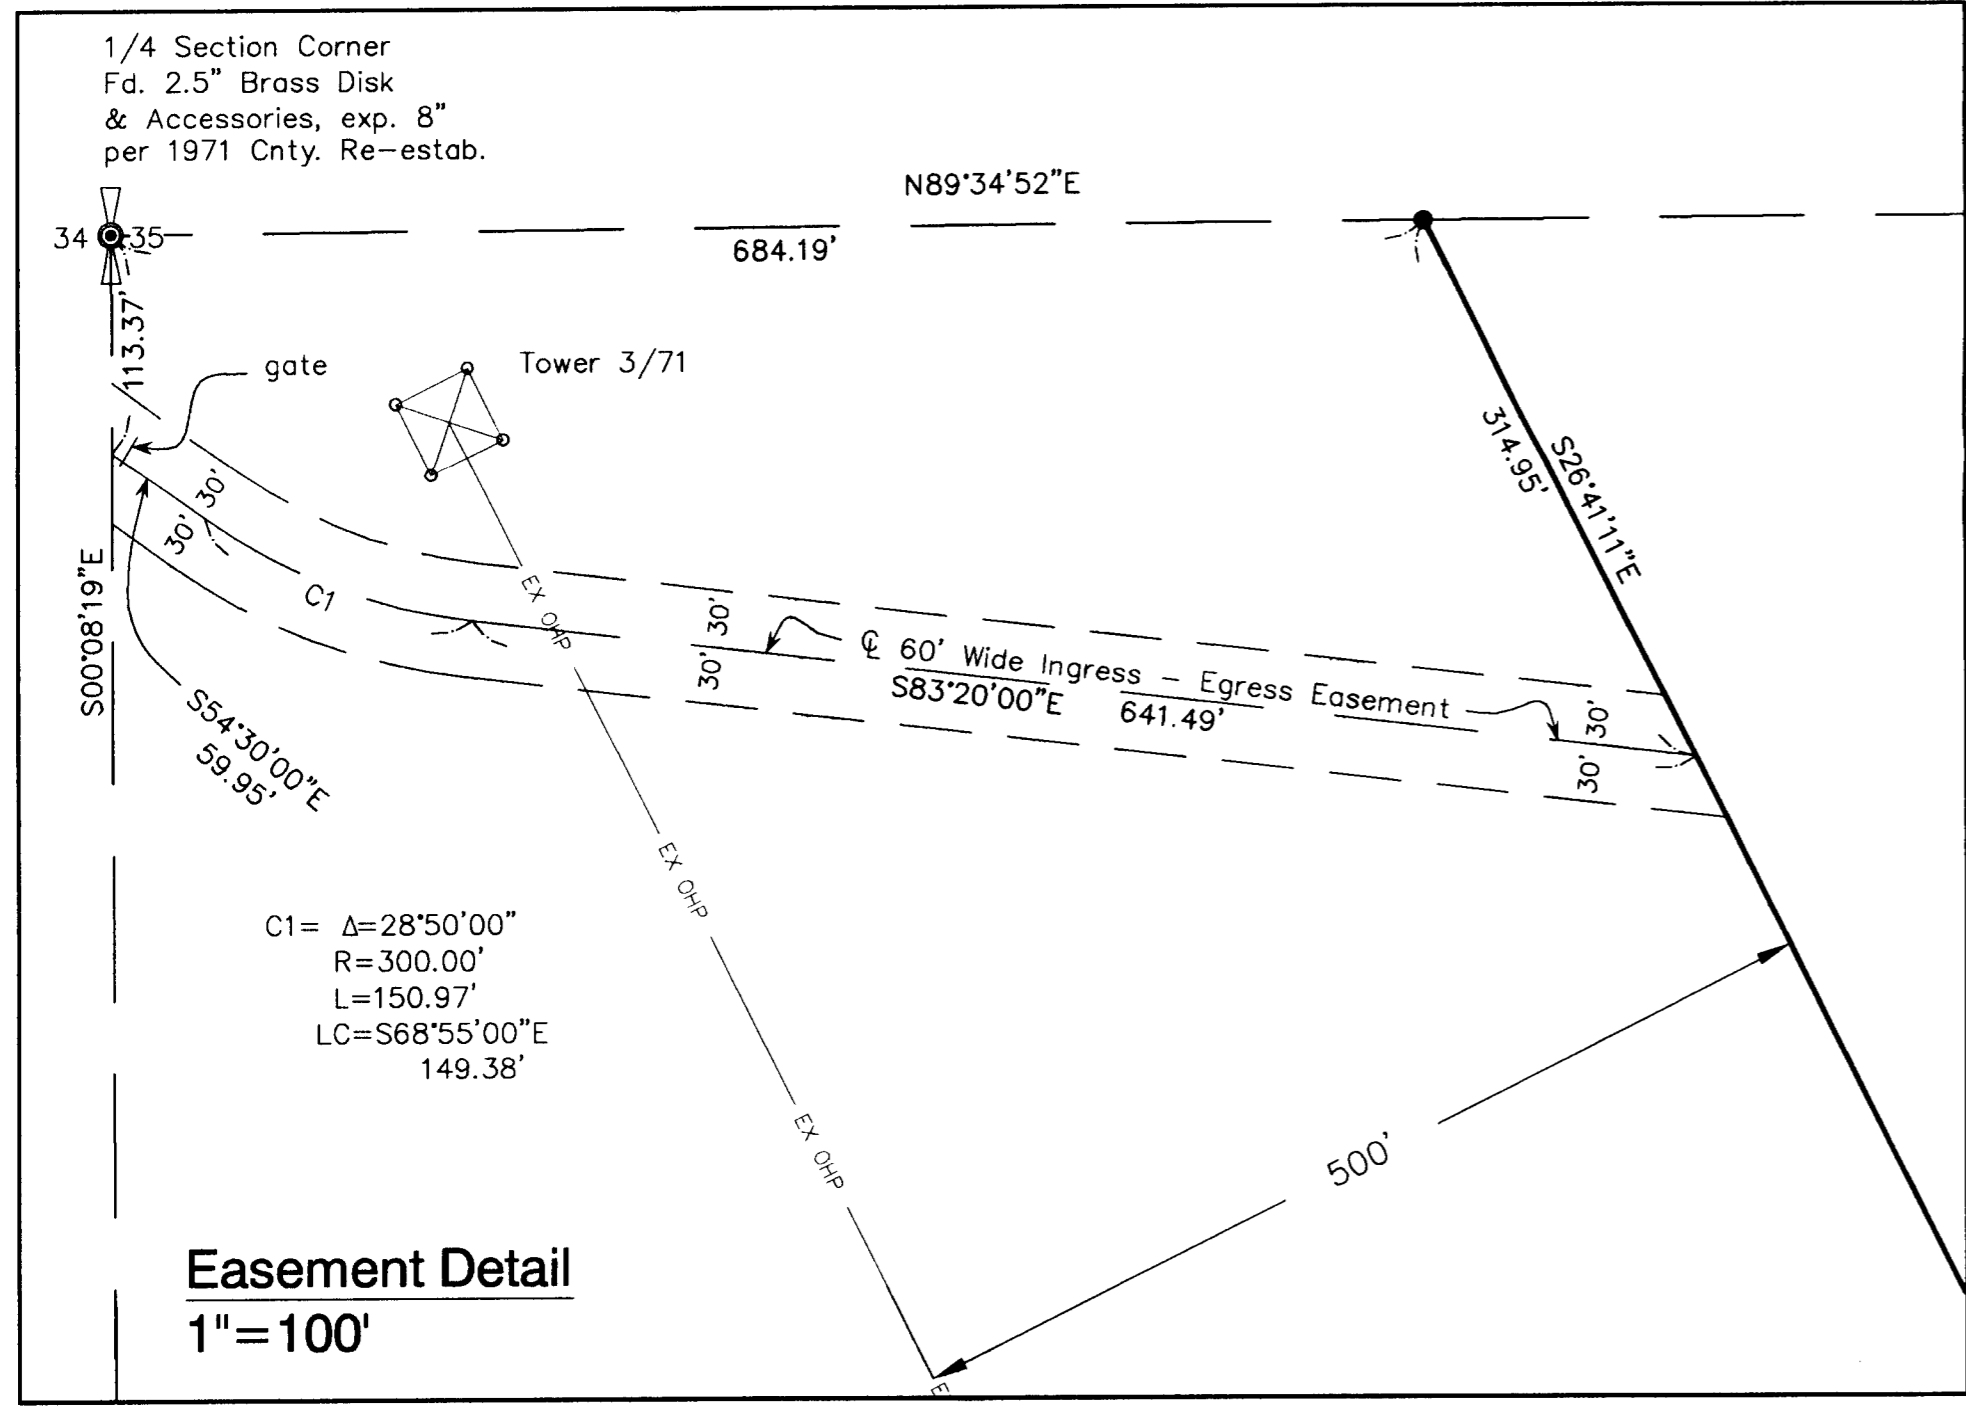 1/4 Section Corner
Fd. 2.5" Brass Disk
& Accessories, exp. 8"
per 1971 Cnty. Re-estab.
N89°34'52"E
684.19'
34
35
113.37'
gate
Tower 3/71
314.95'
S26°41'11"E
30'
30'
C1
EX OHP
30'
30'
℄ 60' Wide Ingress - Egress Easement
S83°20'00"E 641.49'
30'
30'
S00°08'19"E
S54°30'00"E
59.95'
EX OHP
C1= Δ=28°50'00"
R=300.00'
L=150.97'
LC=S68°55'00"E
149.38'
EX OHP
500'
Easement Detail
1"=100'
E